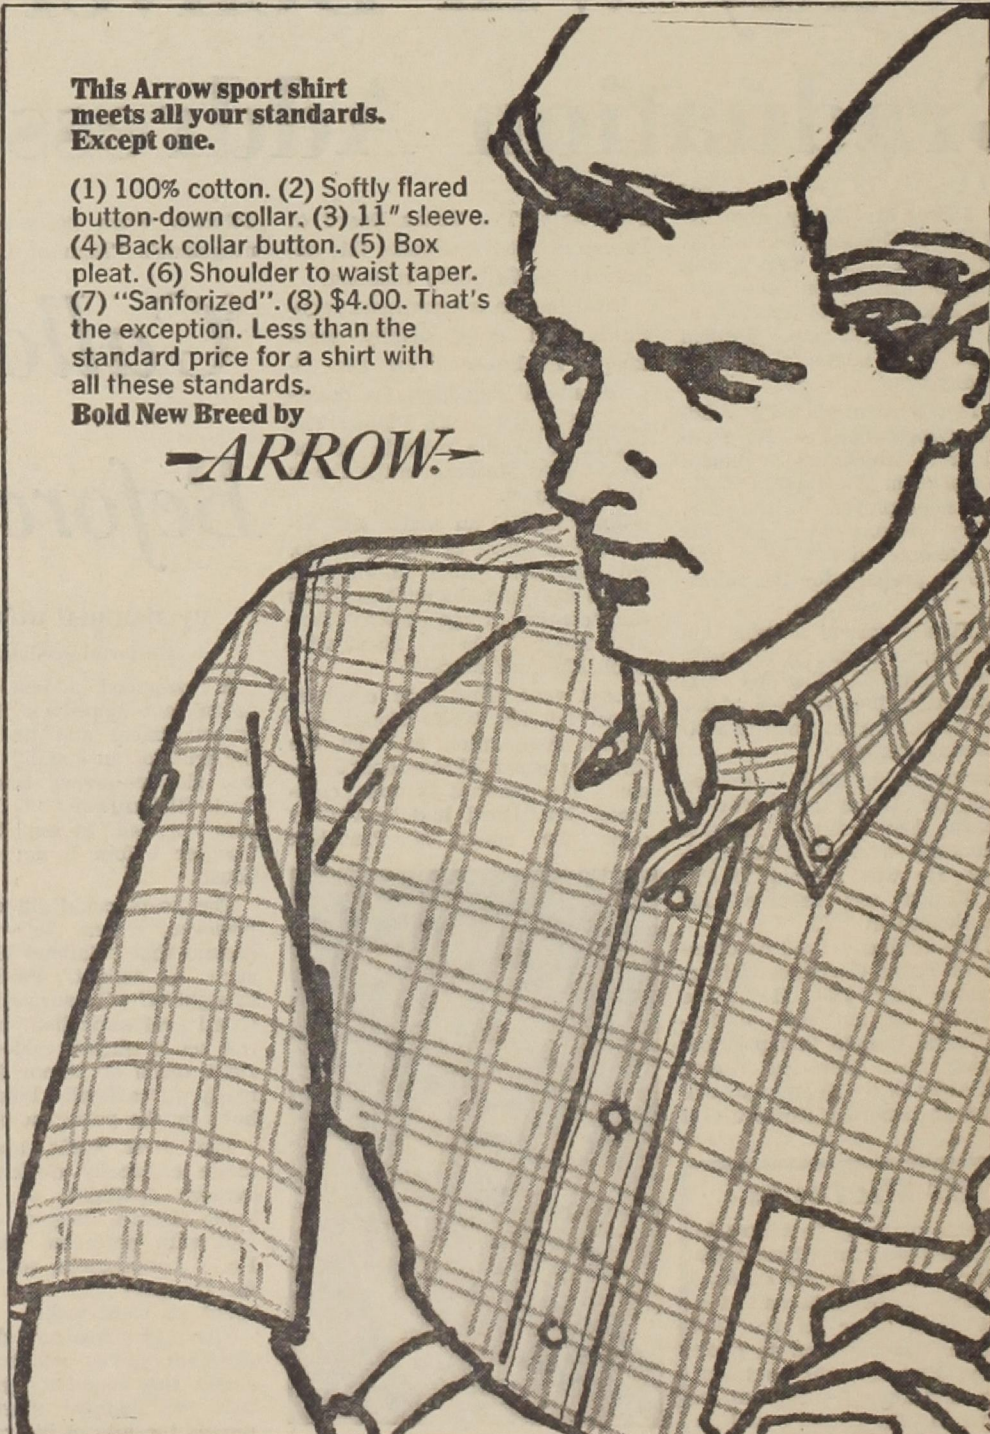 This Arrow sport shirt
meets all your standards.
Except one.
(1) 100% cotton. (2) Softly flared
button-down collar. (3) 11" sleeve.
(4) Back collar button. (5) Box
pleat. (6) Shoulder to waist taper.
(7) "Sanforized". (8) $4.00. That's
the exception. Less than the
standard price for a shirt with
all these standards.
Bold New Breed by
ARROW.